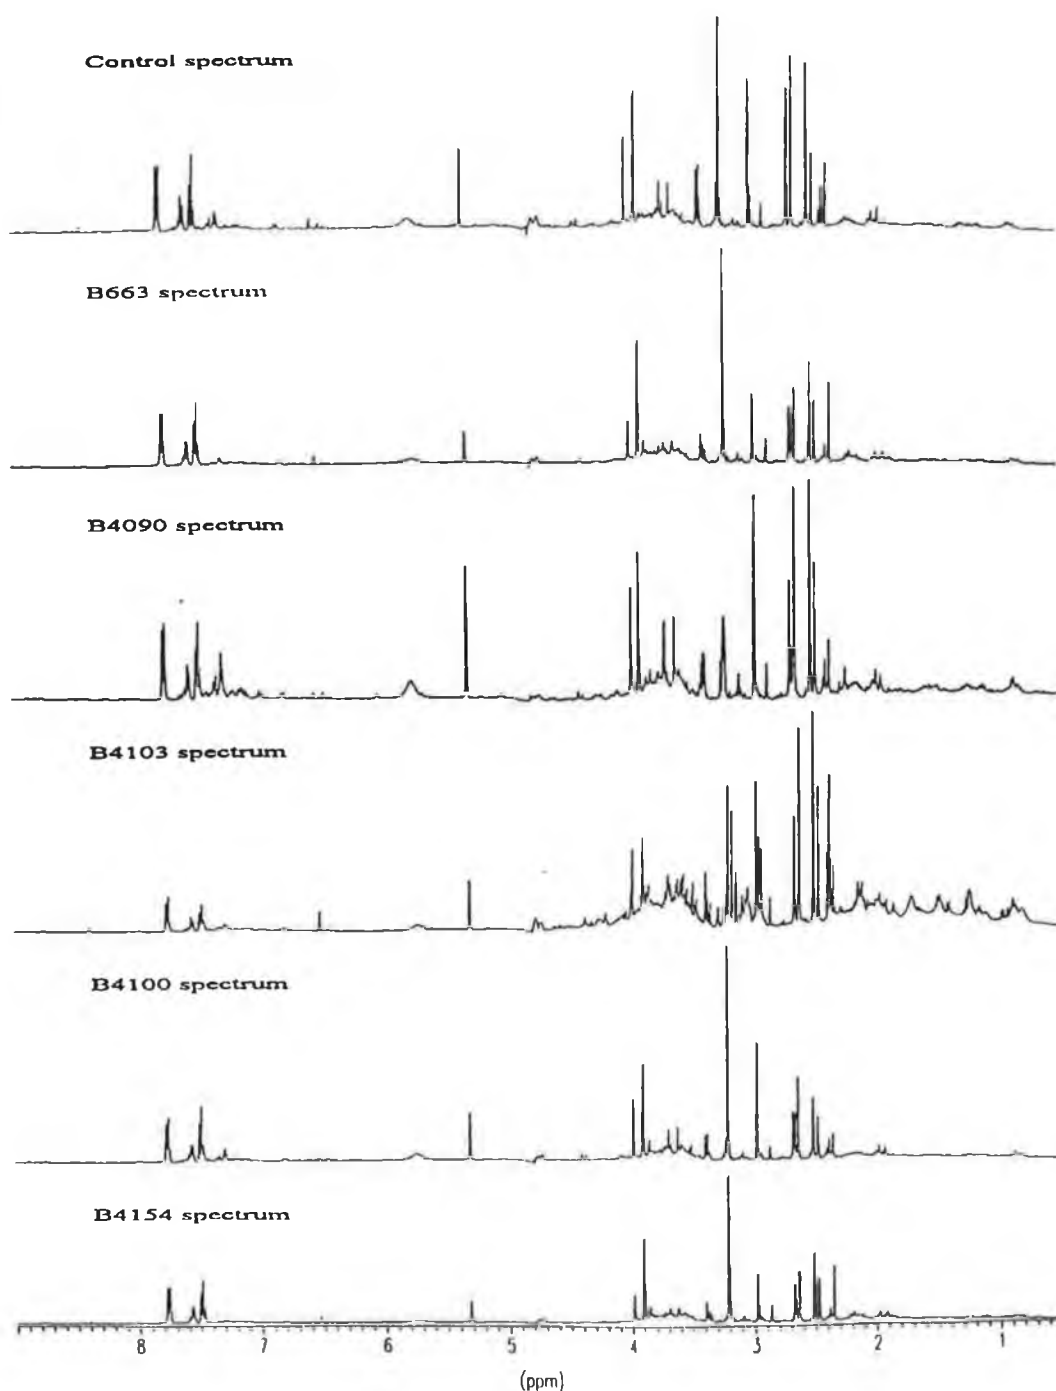 Control spectrum
B663 spectrum
B4090 spectrum
B4103 spectrum
B4100 spectrum
B4154 spectrum
8 7 6 5 4 3 2 1
(ppm)